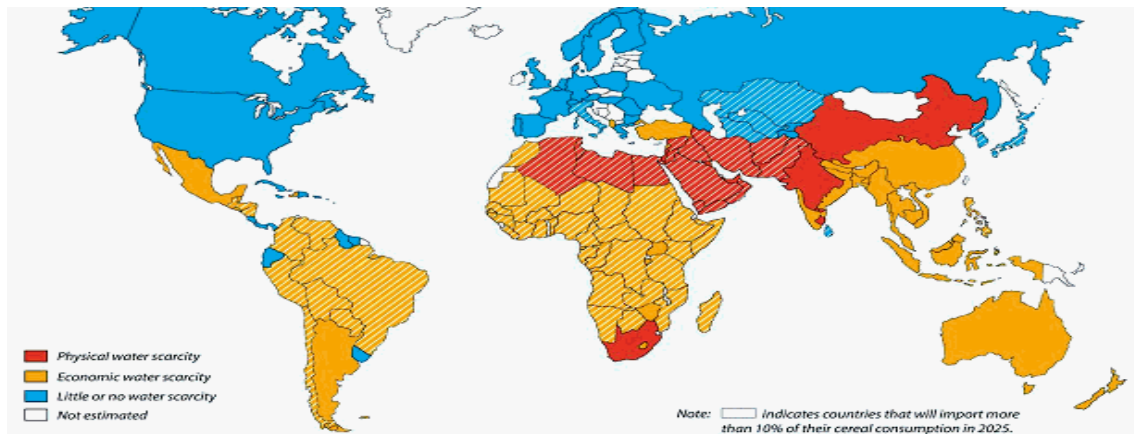 Physical water scarcity
Economic water scarcity
Little or no water scarcity
Not estimated
Note: indicates countries that will import more
than 10% of their cereal consumption in 2025.